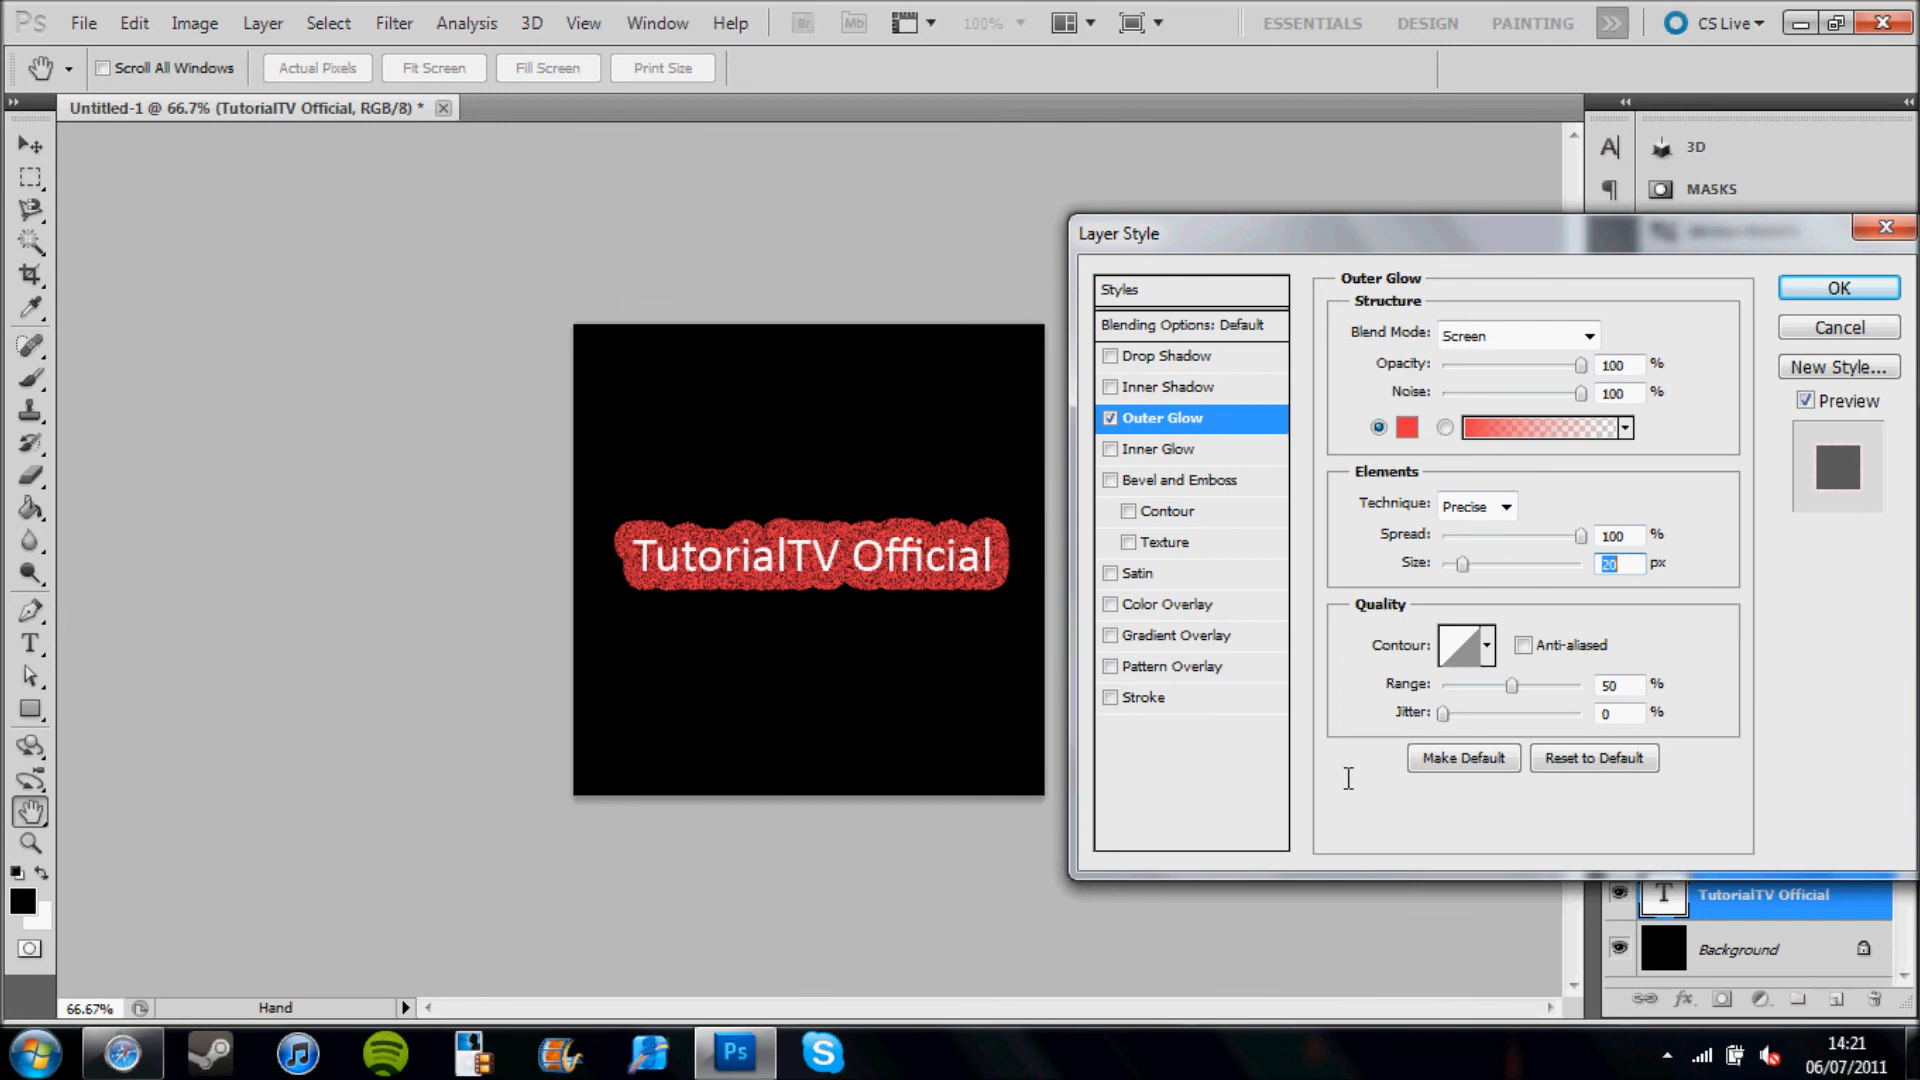 Ps File Edit Image Layer Select Filter Analysis 3D View Window Help Br Mb 100% ESSENTIALS DESIGN PAINTING CS Live
Scroll All Windows Actual Pixels Fit Screen Fill Screen Print Size
Untitled-1 @ 66.7% (TutorialTV Official, RGB/8) *
3D
MASKS
TutorialTV Official
Layer Style
Styles
Blending Options: Default
Drop Shadow
Inner Shadow
Outer Glow
Inner Glow
Bevel and Emboss
Contour
Texture
Satin
Color Overlay
Gradient Overlay
Pattern Overlay
Stroke
Outer Glow
Structure
Blend Mode: Screen
Opacity: 100 %
Noise: 100 %
Elements
Technique: Precise
Spread: 100 %
Size: 20 px
Quality
Contour: Anti-aliased
Range: 50 %
Jitter: 0 %
Make Default Reset to Default
OK
Cancel
New Style...
Preview
TutorialTV Official
Background
66.67% Hand
Ps
14:21
06/07/2011